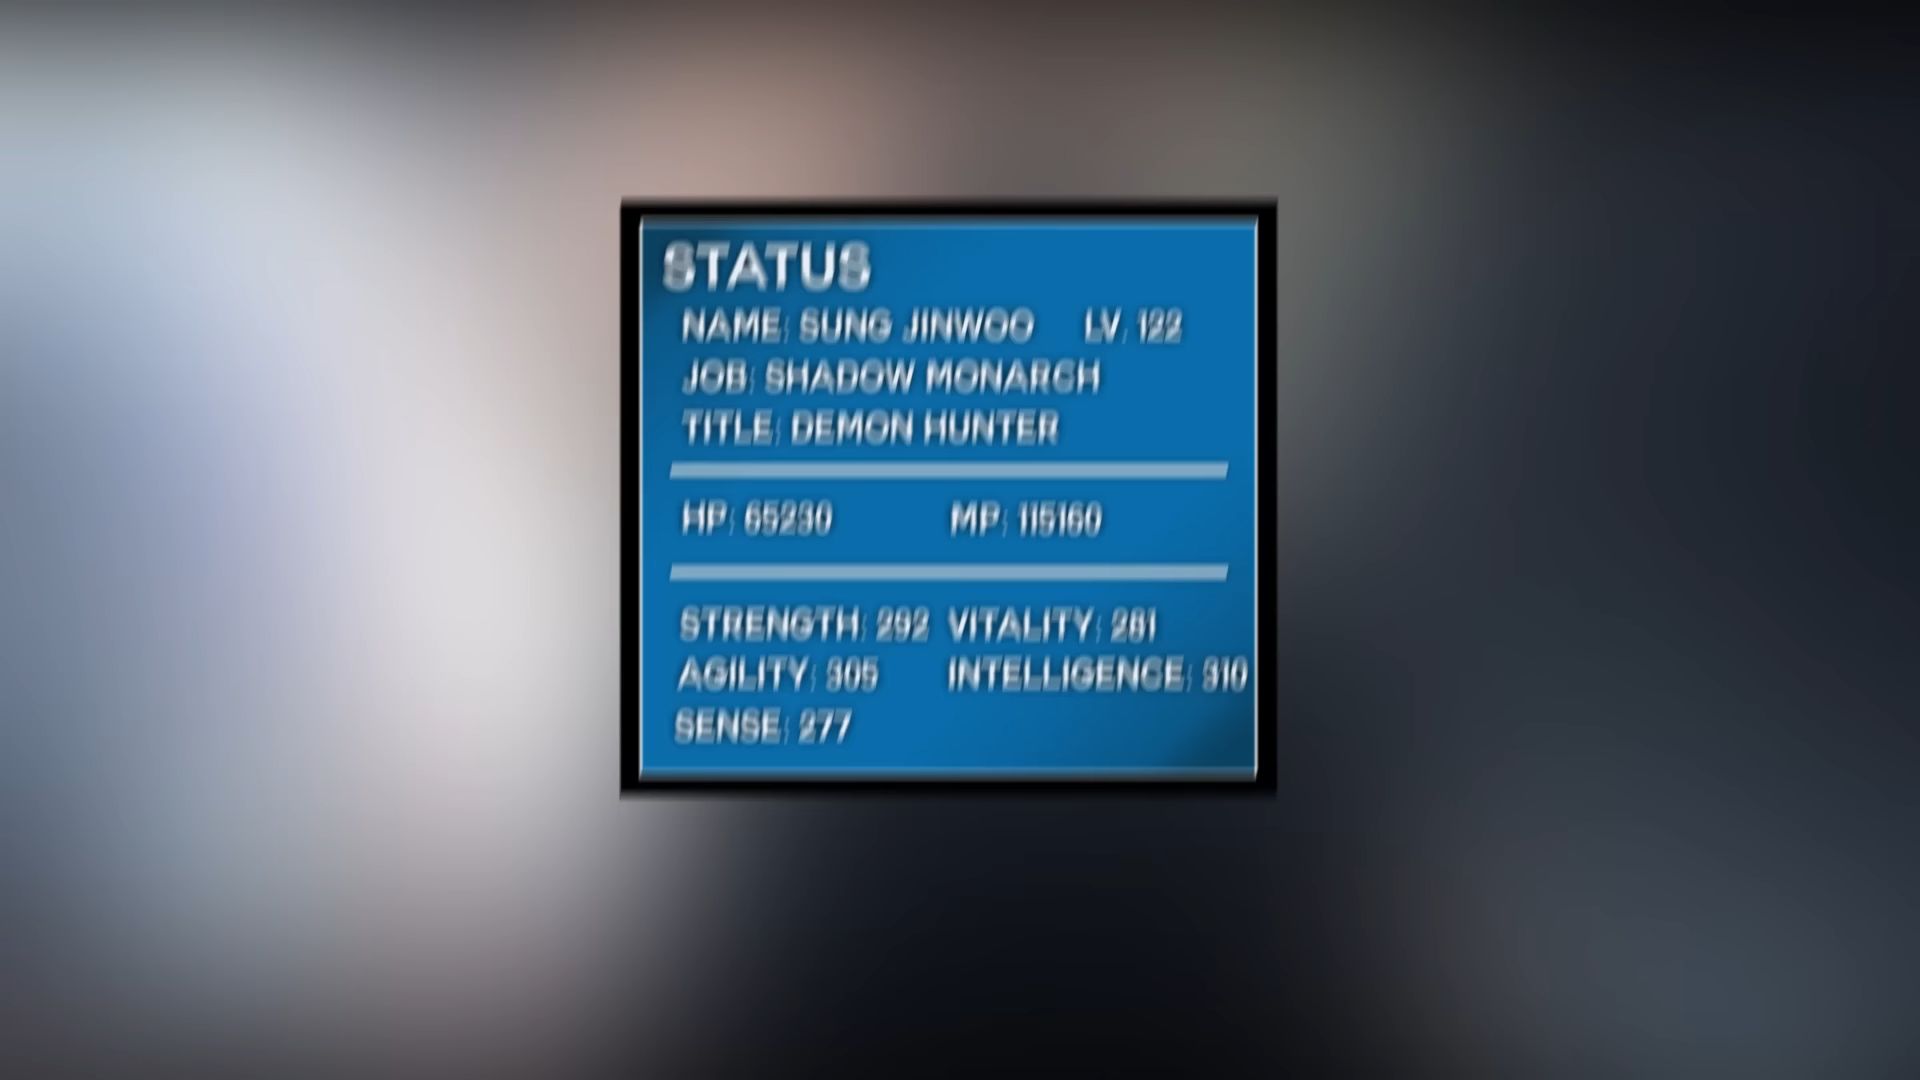 STATUS
NAME: SUNG JINWOO LV: 122
JOB: SHADOW MONARCH
TITLE: DEMON HUNTER
HP: 65230 MP: 115160
STRENGTH: 292 VITALITY: 281
AGILITY: 305 INTELLIGENCE: 310
SENSE: 277